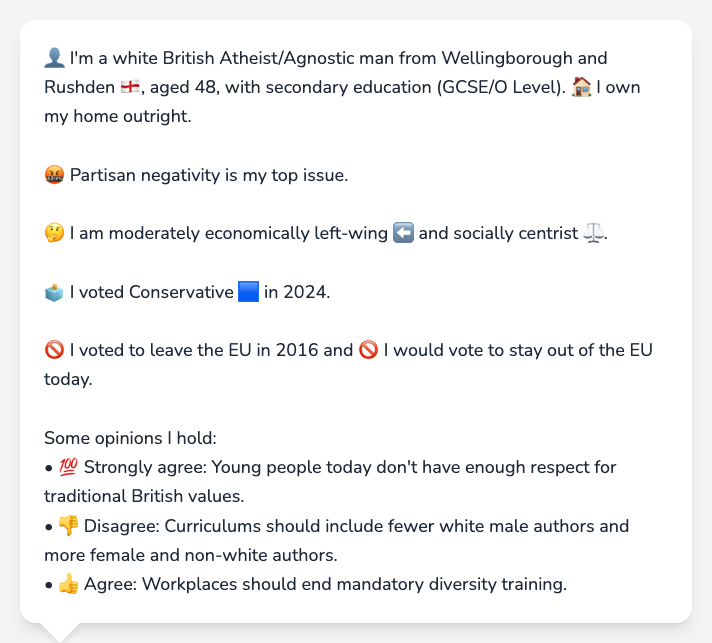 👤 I'm a white British Atheist/Agnostic man from Wellingborough and
Rushden 🏴󠁧󠁢󠁥󠁮󠁧󠁿, aged 48, with secondary education (GCSE/O Level). 🏠 I own
my home outright.
🤬 Partisan negativity is my top issue.
🤔 I am moderately economically left-wing ⬅️ and socially centrist ⚖️.
🗳️ I voted Conservative 🟦 in 2024.
🚫 I voted to leave the EU in 2016 and 🚫 I would vote to stay out of the EU
today.
Some opinions I hold:
• 💯 Strongly agree: Young people today don't have enough respect for
traditional British values.
• 👎 Disagree: Curriculums should include fewer white male authors and
more female and non-white authors.
• 👍 Agree: Workplaces should end mandatory diversity training.